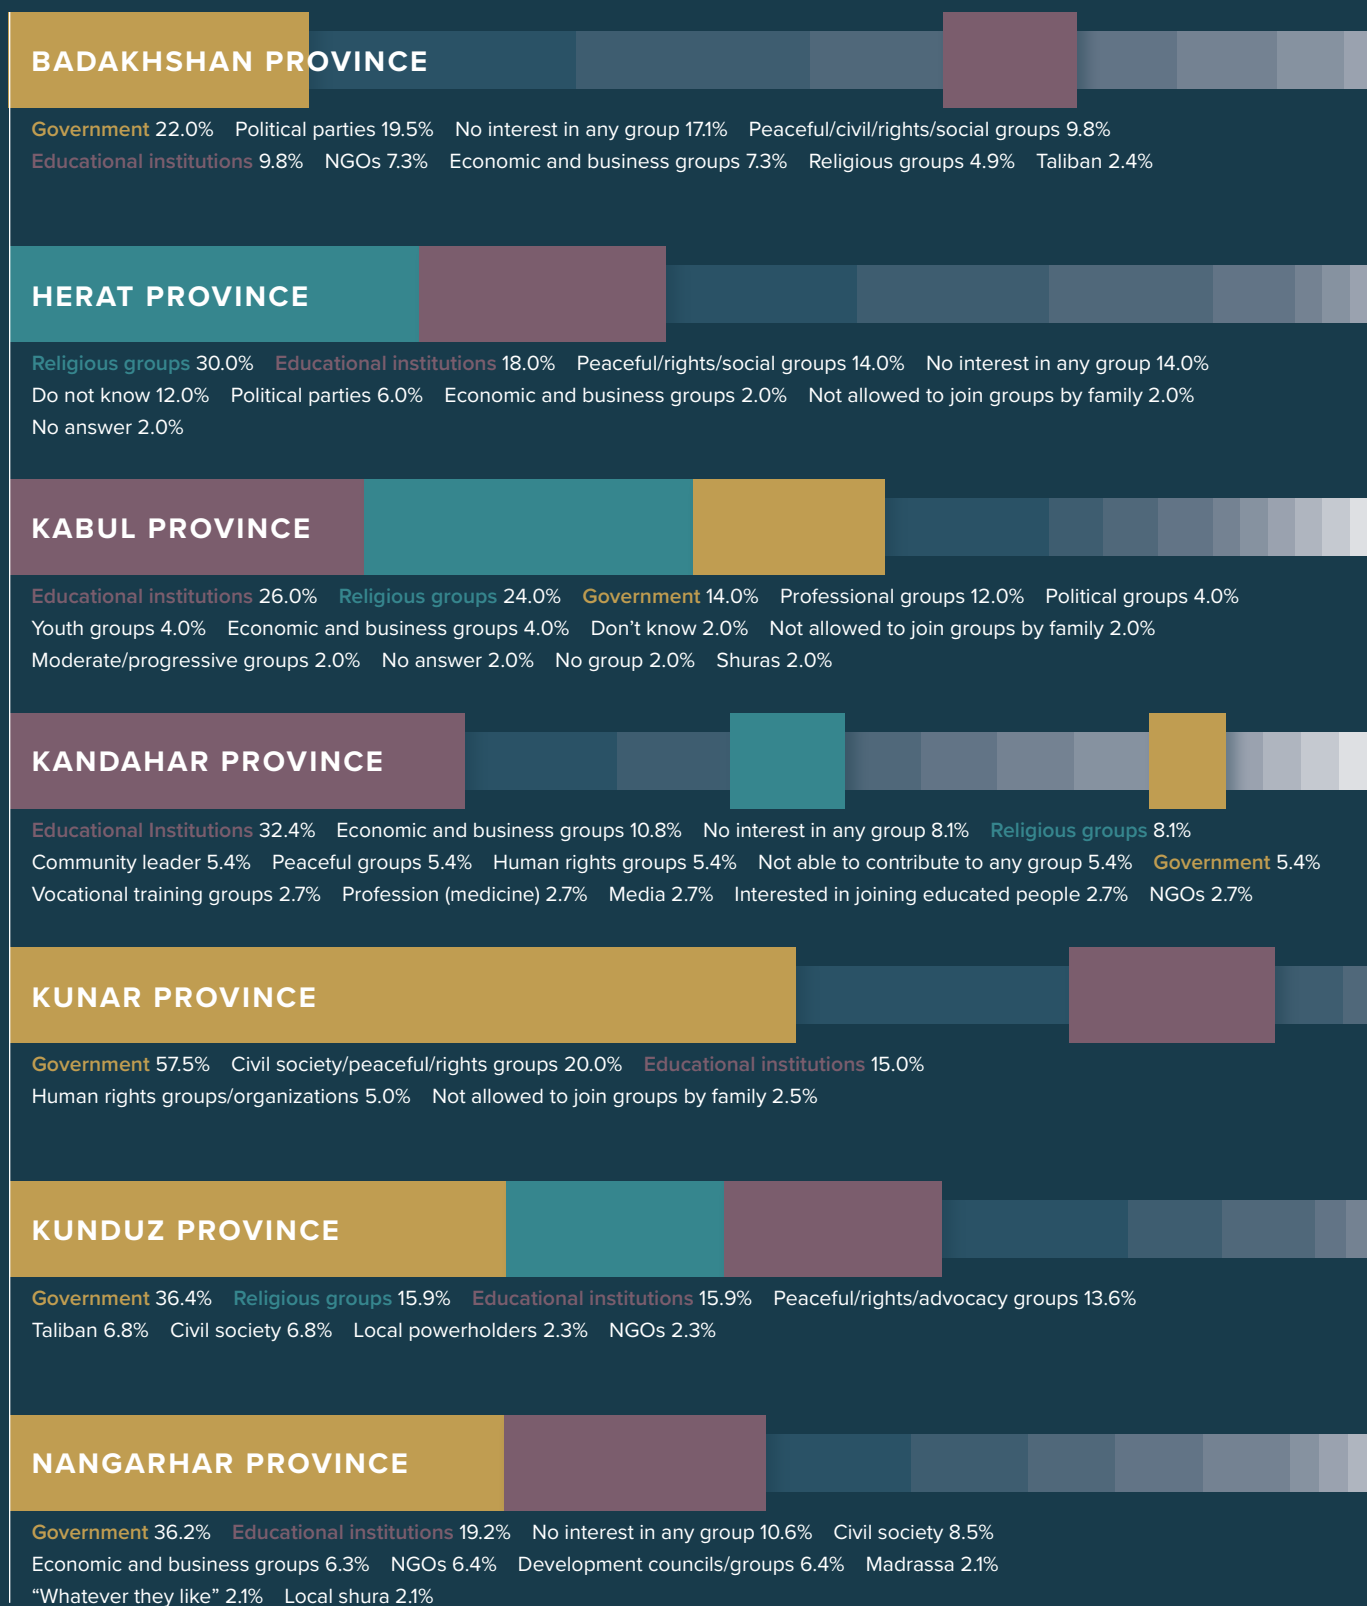 BADAKHSHAN PROVINCE
Government 22.0% Political parties 19.5% No interest in any group 17.1% Peaceful/civil/rights/social groups 9.8%
Educational institutions 9.8% NGOs 7.3% Economic and business groups 7.3% Religious groups 4.9% Taliban 2.4%
HERAT PROVINCE
Religious groups 30.0% Educational institutions 18.0% Peaceful/rights/social groups 14.0% No interest in any group 14.0%
Do not know 12.0% Political parties 6.0% Economic and business groups 2.0% Not allowed to join groups by family 2.0%
No answer 2.0%
KABUL PROVINCE
Educational institutions 26.0% Religious groups 24.0% Government 14.0% Professional groups 12.0% Political groups 4.0%
Youth groups 4.0% Economic and business groups 4.0% Don’t know 2.0% Not allowed to join groups by family 2.0%
Moderate/progressive groups 2.0% No answer 2.0% No group 2.0% Shuras 2.0%
KANDAHAR PROVINCE
Educational Institutions 32.4% Economic and business groups 10.8% No interest in any group 8.1% Religious groups 8.1%
Community leader 5.4% Peaceful groups 5.4% Human rights groups 5.4% Not able to contribute to any group 5.4% Government 5.4%
Vocational training groups 2.7% Profession (medicine) 2.7% Media 2.7% Interested in joining educated people 2.7% NGOs 2.7%
KUNAR PROVINCE
Government 57.5% Civil society/peaceful/rights groups 20.0% Educational institutions 15.0%
Human rights groups/organizations 5.0% Not allowed to join groups by family 2.5%
KUNDUZ PROVINCE
Government 36.4% Religious groups 15.9% Educational institutions 15.9% Peaceful/rights/advocacy groups 13.6%
Taliban 6.8% Civil society 6.8% Local powerholders 2.3% NGOs 2.3%
NANGARHAR PROVINCE
Government 36.2% Educational institutions 19.2% No interest in any group 10.6% Civil society 8.5%
Economic and business groups 6.3% NGOs 6.4% Development councils/groups 6.4% Madrassa 2.1%
“Whatever they like” 2.1% Local shura 2.1%